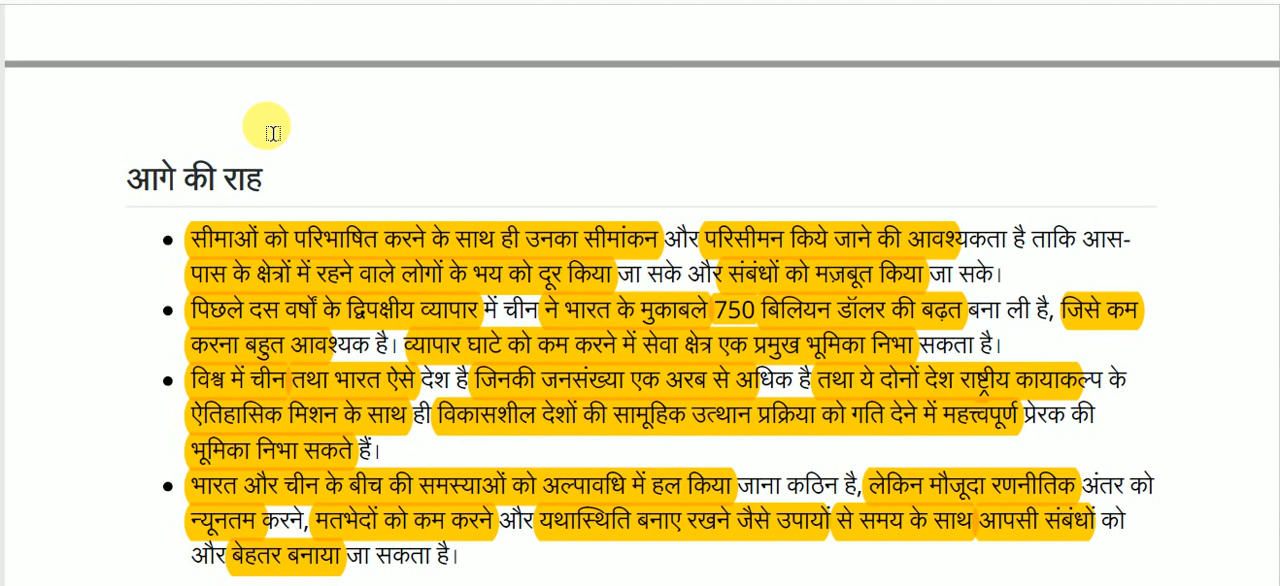 आगे की राह
सीमाओं को परिभाषित करने के साथ ही उनका सीमांकन और परिसीमन किये जाने की आवश्यकता है ताकि आस-
पास के क्षेत्रों में रहने वाले लोगों के भय को दूर किया जा सके और संबंधों को मज़बूत किया जा सके।
पिछले दस वर्षों के द्विपक्षीय व्यापार में चीन ने भारत के मुकाबले 750 बिलियन डॉलर की बढ़त बना ली है, जिसे कम
करना बहुत आवश्यक है। व्यापार घाटे को कम करने में सेवा क्षेत्र एक प्रमुख भूमिका निभा सकता है।
विश्व में चीन तथा भारत ऐसे देश है जिनकी जनसंख्या एक अरब से अधिक है तथा ये दोनों देश राष्ट्रीय कायाकल्प के
ऐतिहासिक मिशन के साथ ही विकासशील देशों की सामूहिक उत्थान प्रक्रिया को गति देने में महत्त्वपूर्ण प्रेरक की
भूमिका निभा सकते हैं।
भारत और चीन के बीच की समस्याओं को अल्पावधि में हल किया जाना कठिन है, लेकिन मौजूदा रणनीतिक अंतर को
न्यूनतम करने, मतभेदों को कम करने और यथास्थिति बनाए रखने जैसे उपायों से समय के साथ आपसी संबंधों को
और बेहतर बनाया जा सकता है।